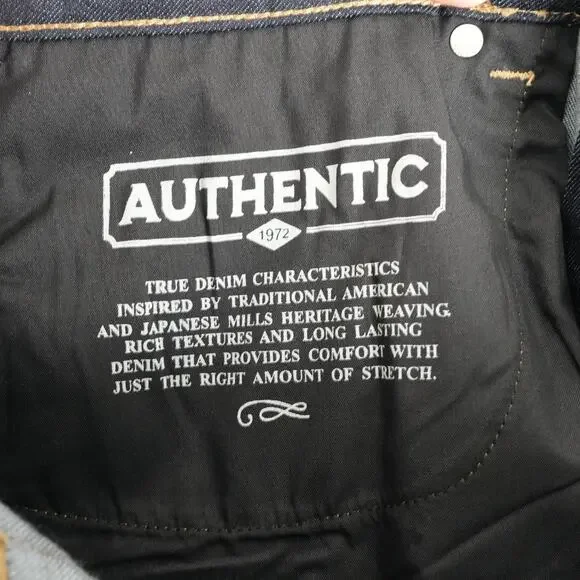 AUTHENTIC
1972
TRUE DENIM CHARACTERISTICS
INSPIRED BY TRADITIONAL AMERICAN
AND JAPANESE MILLS HERITAGE WEAVING.
RICH TEXTURES AND LONG LASTING
DENIM THAT PROVIDES COMFORT WITH
JUST THE RIGHT AMOUNT OF STRETCH.